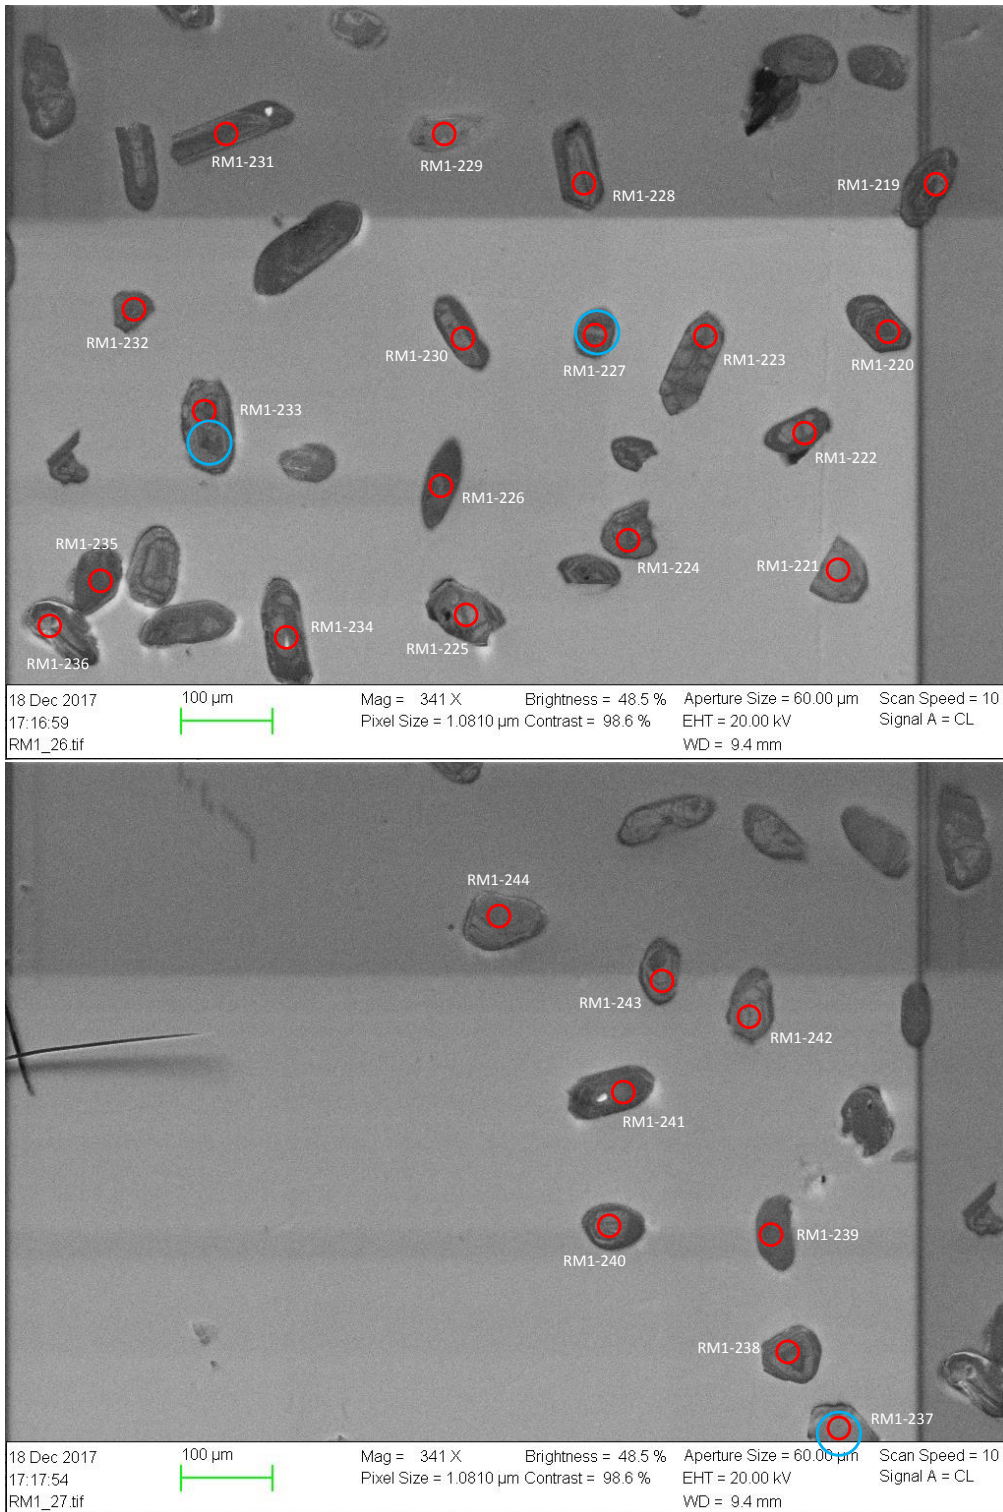 RM1-231
RM1-229
RM1-228
RM1-219
RM1-232
RM1-230
RM1-227
RM1-223
RM1-220
RM1-233
RM1-222
RM1-226
RM1-235
RM1-224
RM1-221
RM1-234
RM1-225
RM1-236
18 Dec 2017 100 µm Mag = 341 X Brightness = 48.5 % Aperture Size = 60.00 µm Scan Speed = 10
17:16:59 Pixel Size = 1.0810 µm Contrast = 98.6 % EHT = 20.00 kV Signal A = CL
RM1_26.tif WD = 9.4 mm
RM1-244
RM1-243
RM1-242
RM1-241
RM1-239
RM1-240
RM1-238
RM1-237
18 Dec 2017 100 µm Mag = 341 X Brightness = 48.5 % Aperture Size = 60.00 µm Scan Speed = 10
17:17:54 Pixel Size = 1.0810 µm Contrast = 98.6 % EHT = 20.00 kV Signal A = CL
RM1_27.tif WD = 9.4 mm